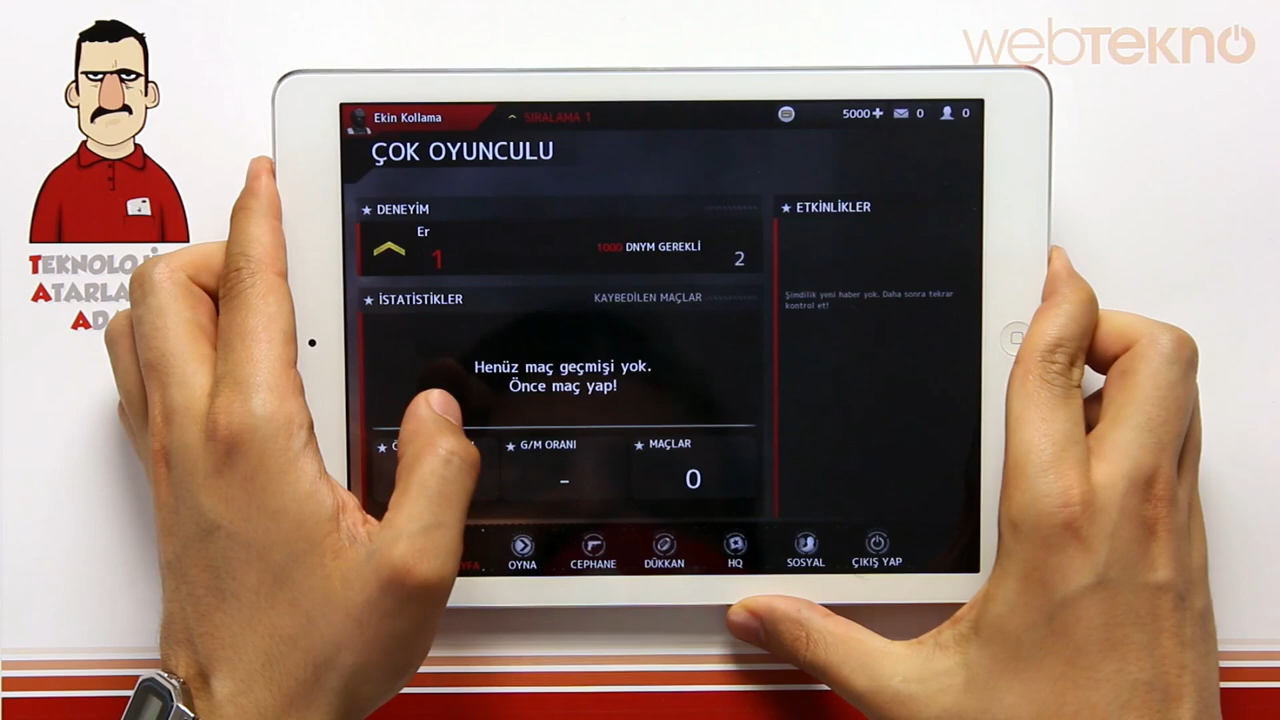 webTEKNO
Ekin Kollama
SIRALAMA 1
5000
0
0
ÇOK OYUNCULU
DENEYİM
Er
1
1000 DNYM GEREKLİ
2
ETKİNLİKLER
Şimdilik yeni haber yok. Daha sonra tekrar
kontrol et!
İSTATİSTİKLER
KAYBEDİLEN MAÇLAR
Henüz maç geçmişi yok.
Önce maç yap!
G/M ORANI
-
MAÇLAR
0
OYNA
CEPHANE
DÜKKAN
HQ
SOSYAL
ÇIKIŞ YAP